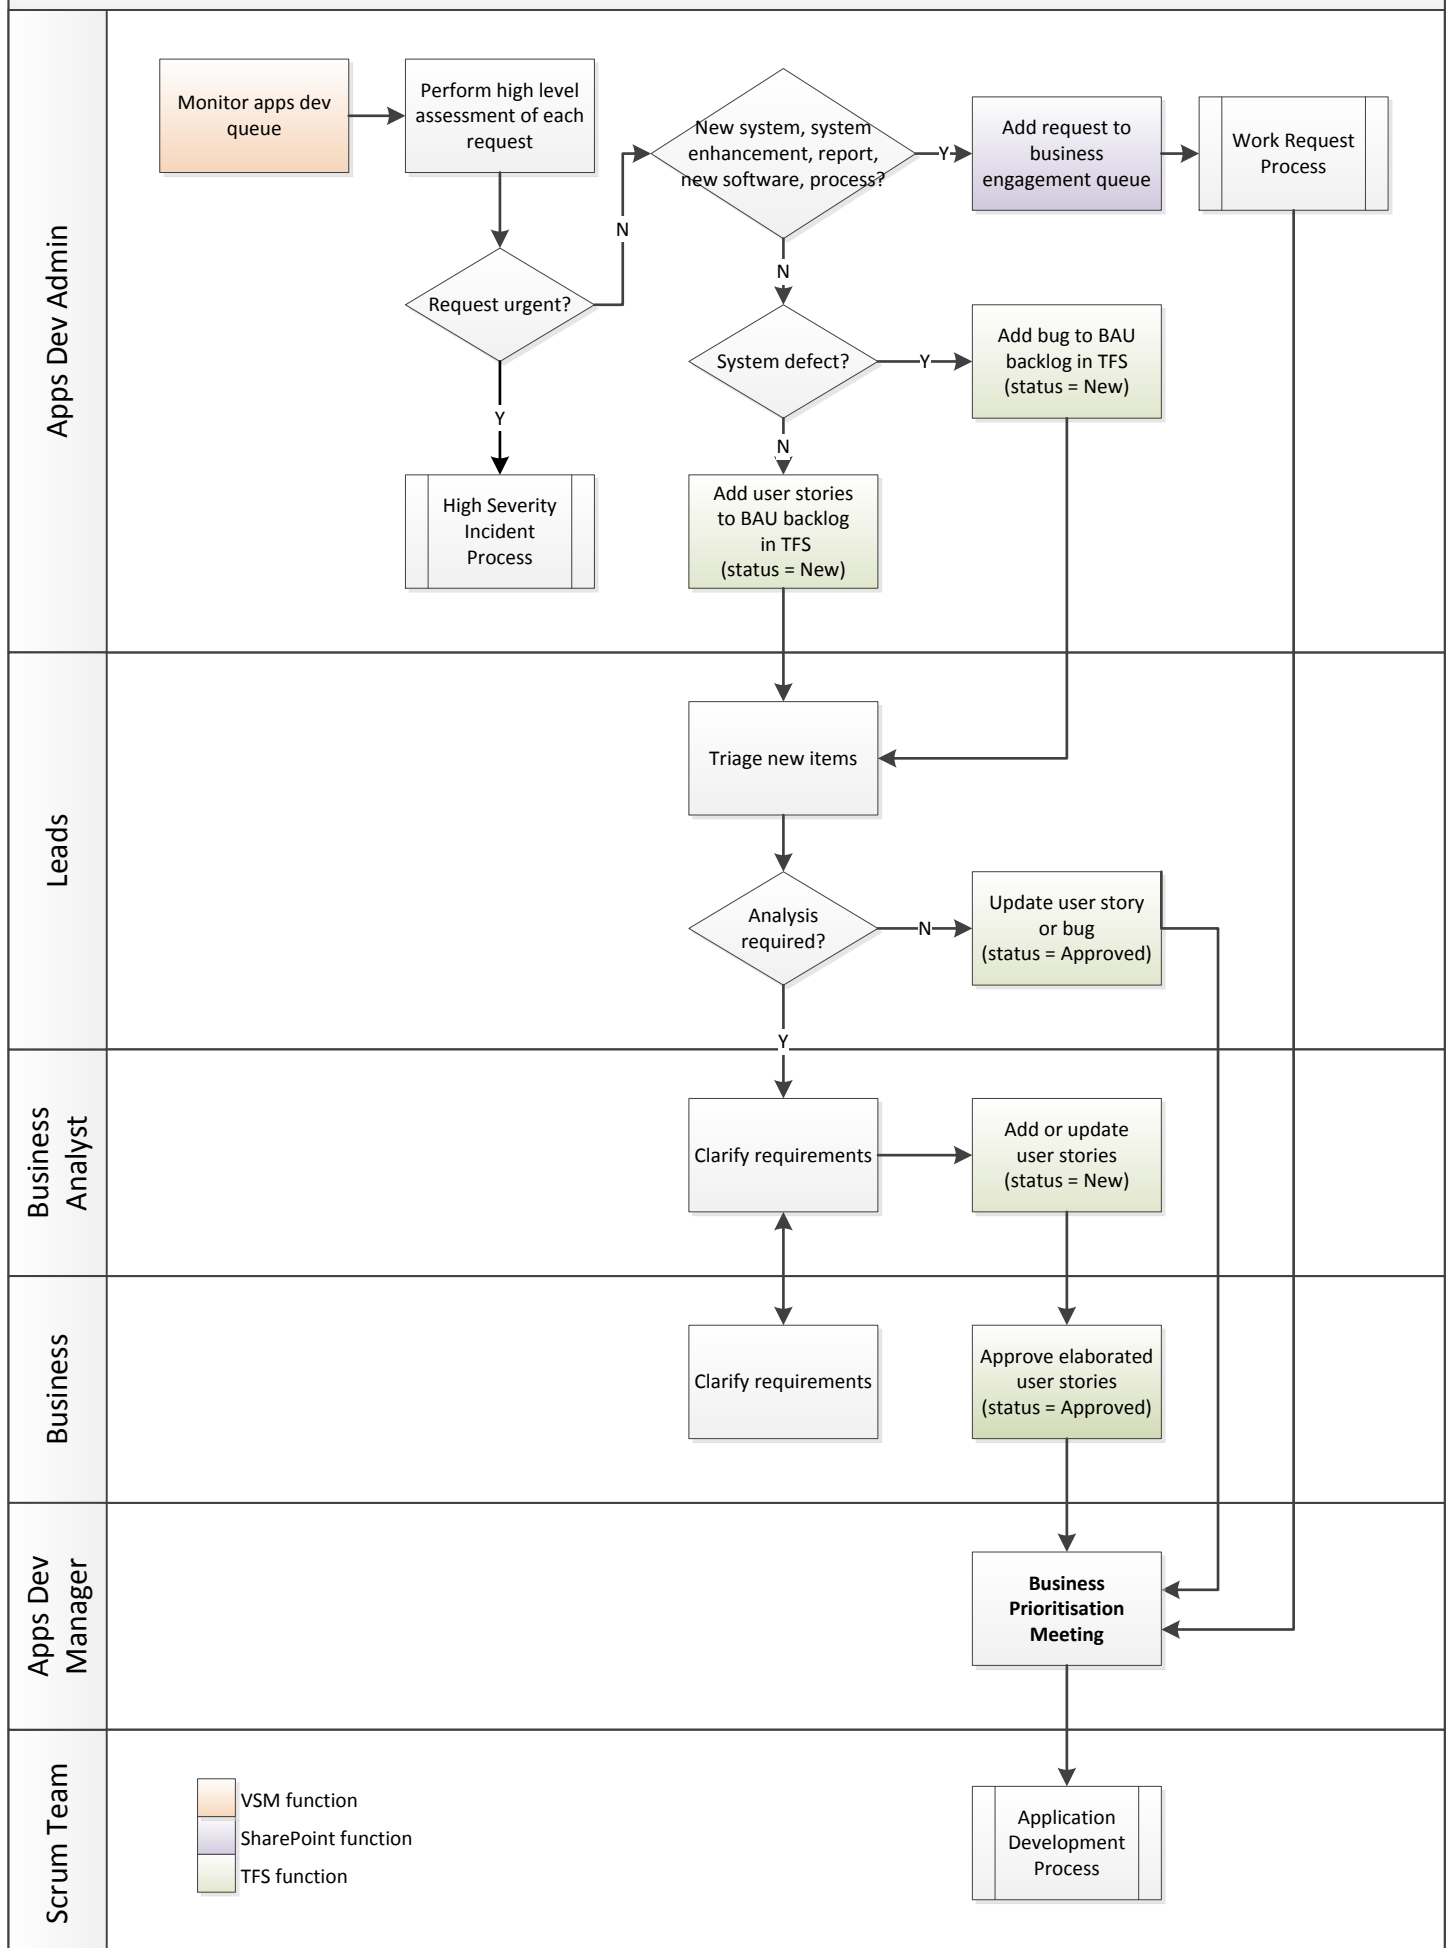 Apps Dev Admin
Monitor apps dev
queue
Perform high level
assessment of each
request
New system, system
enhancement, report,
new software, process?
Y
Add request to
business
engagement queue
Work Request
Process
N
N
Request urgent?
System defect?
Y
Add bug to BAU
backlog in TFS
(status = New)
Y
N
High Severity
Incident
Process
Add user stories
to BAU backlog
in TFS
(status = New)
Leads
Triage new items
Analysis
required?
N
Update user story
or bug
(status = Approved)
Y
Business
Analyst
Clarify requirements
Add or update
user stories
(status = New)
Business
Clarify requirements
Approve elaborated
user stories
(status = Approved)
Apps Dev
Manager
Business
Prioritisation
Meeting
Scrum Team
VSM function
SharePoint function
TFS function
Application
Development
Process